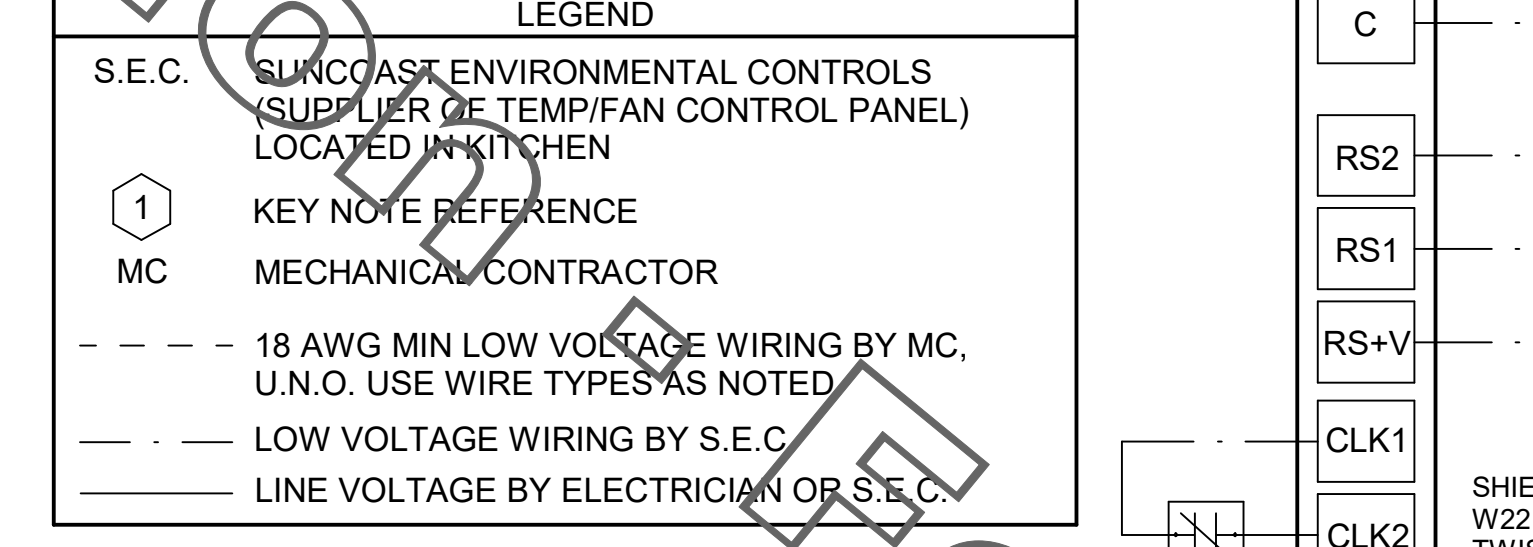 LEGEND
S.E.C. SUNCOAST ENVIRONMENTAL CONTROLS
(SUPPLIER OF TEMP/FAN CONTROL PANEL)
LOCATED IN KITCHEN
1 KEY NOTE REFERENCE
MC MECHANICAL CONTRACTOR
18 AWG MIN LOW VOLTAGE WIRING BY MC,
U.N.O. USE WIRE TYPES AS NOTED
LOW VOLTAGE WIRING BY S.E.C.
LINE VOLTAGE BY ELECTRICIAN OR S.E.C.
C
RS2
RS1
RS+V
CLK1
CLK2
SHIE
W22
on - F